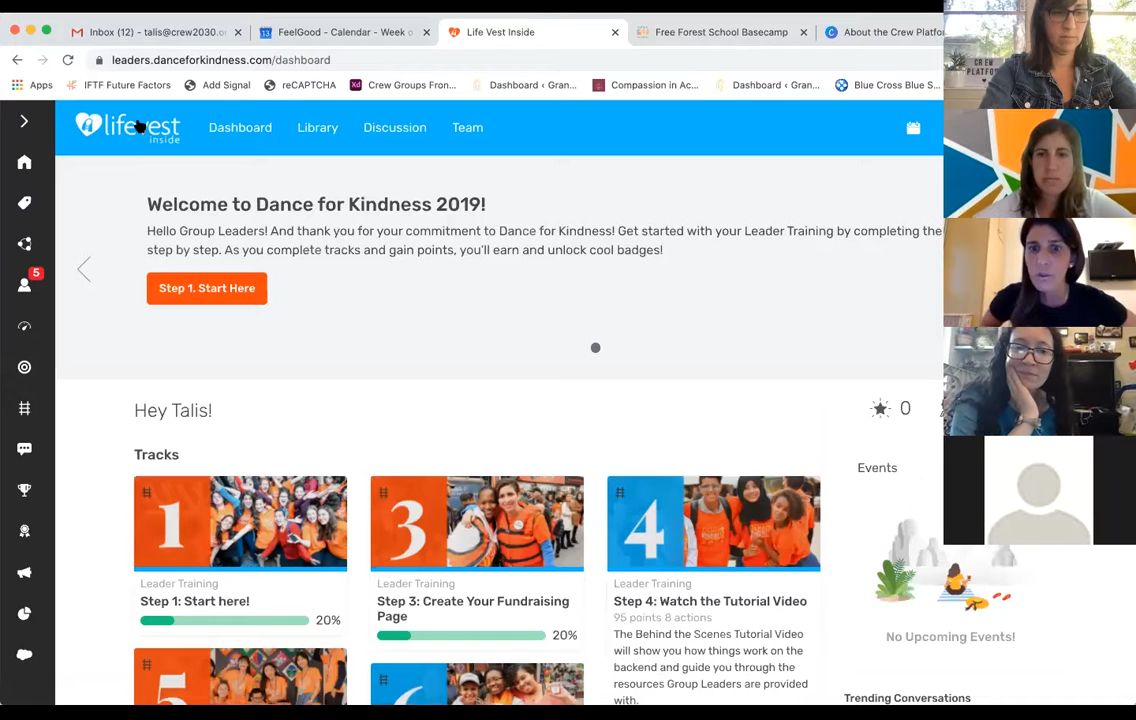 Inbox (12) - talis@crew2030.o
FeelGood - Calendar - Week o
Life Vest Inside
Free Forest School Basecamp
About the Crew Platfo
leaders.danceforkindness.com/dashboard
Apps
IFTF Future Factors
Add Signal
reCAPTCHA
Crew Groups Fron...
Dashboard ‹ Gran...
Compassion in Ac...
Dashboard ‹ Gran...
Blue Cross Blue S...
CREW
PLATFO
lifevest
inside
Dashboard
Library
Discussion
Team
Welcome to Dance for Kindness 2019!
Hello Group Leaders! And thank you for your commitment to Dance for Kindness! Get started with your Leader Training by completing the
step by step. As you complete tracks and gain points, you'll earn and unlock cool badges!
Step 1. Start Here
5
Hey Talis!
0
Tracks
Events
1
3
4
Leader Training
Step 1: Start here!
20%
Leader Training
Step 3: Create Your Fundraising
Page
20%
Leader Training
Step 4: Watch the Tutorial Video
95 points 8 actions
The Behind the Scenes Tutorial Video
will show you how things work on the
backend and guide you through the
resources Group Leaders are provided
with.
No Upcoming Events!
5
6
Trending Conversations